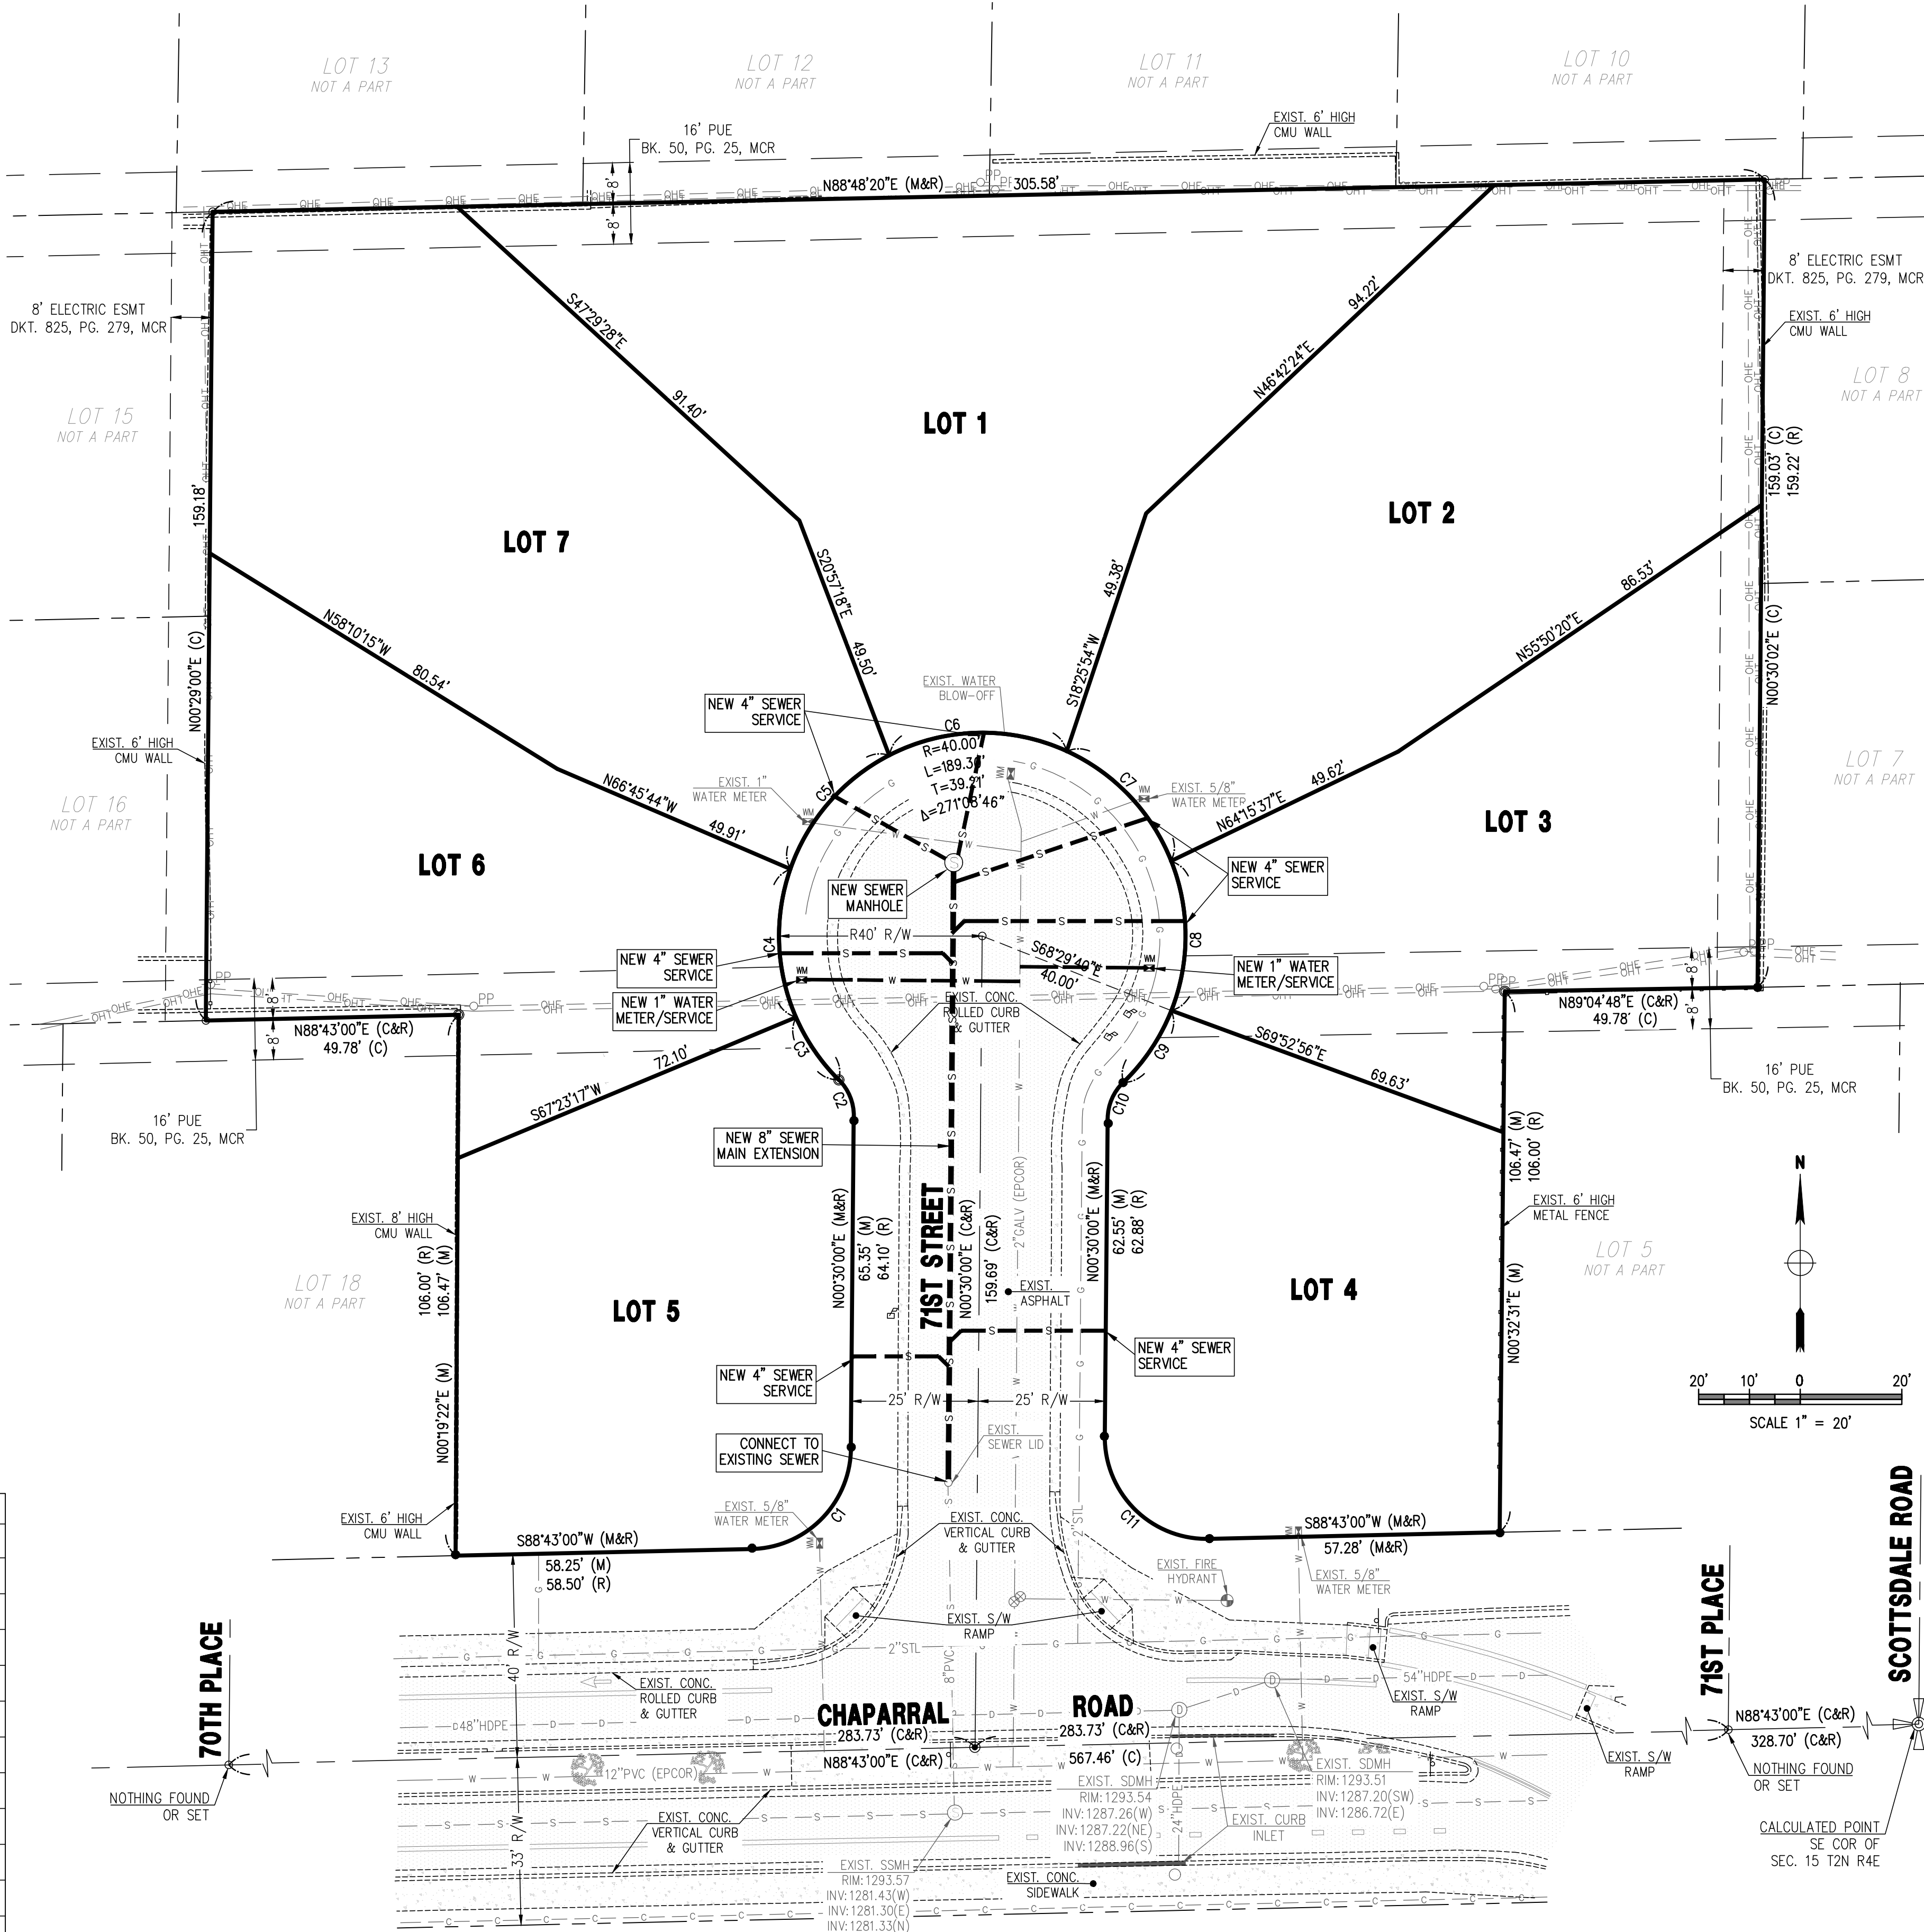 LOT 13
NOT A PART
LOT 12
NOT A PART
LOT 11
NOT A PART
LOT 10
NOT A PART
16' PUE
BK. 50, PG. 25, MCR
EXIST. 6' HIGH
CMU WALL
8'
8'
N88°48'20"E (M&R)
305.58'
PP
8' ELECTRIC ESMT
DKT. 825, PG. 279, MCR
8' ELECTRIC ESMT
DKT. 825, PG. 279, MCR
EXIST. 6' HIGH
CMU WALL
LOT 15
NOT A PART
LOT 8
NOT A PART
S47°29'28"E
91.40'
N46°42'24"E
94.22'
LOT 1
LOT 2
LOT 7
159.18'
N00°29'00"E (C)
159.03' (C)
159.22' (R)
N00°30'02"E (C)
S20°57'18"E
49.50'
49.38'
S18°25'54"W
N55°50'20"E
86.53'
N58°10'15"W
80.54'
EXIST. WATER
BLOW-OFF
NEW 4" SEWER
SERVICE
EXIST. 6' HIGH
CMU WALL
LOT 16
NOT A PART
LOT 7
NOT A PART
LOT 6
LOT 3
N66°45'44"W
49.91'
N64°15'37"E
49.62'
EXIST. 1"
WATER METER
EXIST. 5/8"
WATER METER
C6
R=40.00'
L=189.30'
T=39.21'
Δ=271°08'46"
C5
C7
WM
WM
WM
NEW SEWER
MANHOLE
NEW 4" SEWER
SERVICE
R40' R/W
C4
C8
S68°29'49"E
40.00'
NEW 4" SEWER
SERVICE
NEW 1" WATER
METER/SERVICE
WM
WM
NEW 1" WATER
METER/SERVICE
EXIST. CONC.
ROLLED CURB
& GUTTER
N88°43'00"E (C&R)
49.78' (C)
8'
8'
PP
PP
N89°04'48"E (C&R)
49.78' (C)
8'
8'
16' PUE
BK. 50, PG. 25, MCR
16' PUE
BK. 50, PG. 25, MCR
C3
C2
C9
C10
72.10'
S67°23'17"W
S69°52'56"E
69.63'
NEW 8" SEWER
MAIN EXTENSION
71ST STREET
N00°30'00"E (M&R)
65.35' (M)
64.10' (R)
N00°30'00"E (C&R)
159.69' (C&R)
2"GALV (EPCOR)
N00°30'00"E (M&R)
62.55' (M)
62.88' (R)
106.47' (M)
106.00' (R)
N00°32'31"E (M)
EXIST. 6' HIGH
METAL FENCE
EXIST. 8' HIGH
CMU WALL
106.00' (R)
106.47' (M)
N00°19'22"E (M)
LOT 18
NOT A PART
LOT 5
LOT 4
LOT 5
NOT A PART
EXIST.
ASPHALT
NEW 4" SEWER
SERVICE
NEW 4" SEWER
SERVICE
25' R/W
25' R/W
N
20'
10'
0
20'
SCALE 1" = 20'
CONNECT TO
EXISTING SEWER
EXIST.
SEWER LID
EXIST. 5/8"
WATER METER
EXIST. 6' HIGH
CMU WALL
S88°43'00"W (M&R)
58.25' (M)
58.50' (R)
C1
C11
EXIST. CONC.
VERTICAL CURB
& GUTTER
2"STL
S88°43'00"W (M&R)
57.28' (M&R)
EXIST. FIRE
HYDRANT
EXIST. 5/8"
WATER METER
EXIST. S/W
RAMP
2"STL
8"PVC
40' R/W
33' R/W
70TH PLACE
71ST PLACE
SCOTTSDALE ROAD
EXIST. CONC.
ROLLED CURB
& GUTTER
48"HDPE
54"HDPE
EXIST. S/W
RAMP
CHAPARRAL ROAD
283.73' (C&R)
283.73' (C&R)
N88°43'00"E (C&R)
567.46' (C)
N88°43'00"E (C&R)
328.70' (C&R)
12"PVC (EPCOR)
EXIST. S/W
RAMP
NOTHING FOUND
OR SET
NOTHING FOUND
OR SET
EXIST. SDMH
RIM:1293.54
INV:1287.26(W)
INV:1287.22(NE)
INV:1288.96(S)
24"HDPE
EXIST. SDMH
RIM:1293.51
INV:1287.20(SW)
INV:1286.72(E)
EXIST. CURB
INLET
EXIST. CONC.
VERTICAL CURB
& GUTTER
CALCULATED POINT
SE COR OF
SEC. 15 T2N R4E
EXIST. SSMH
RIM:1293.57
INV:1281.43(W)
INV:1281.30(E)
INV:1281.33(N)
EXIST. CONC.
SIDEWALK